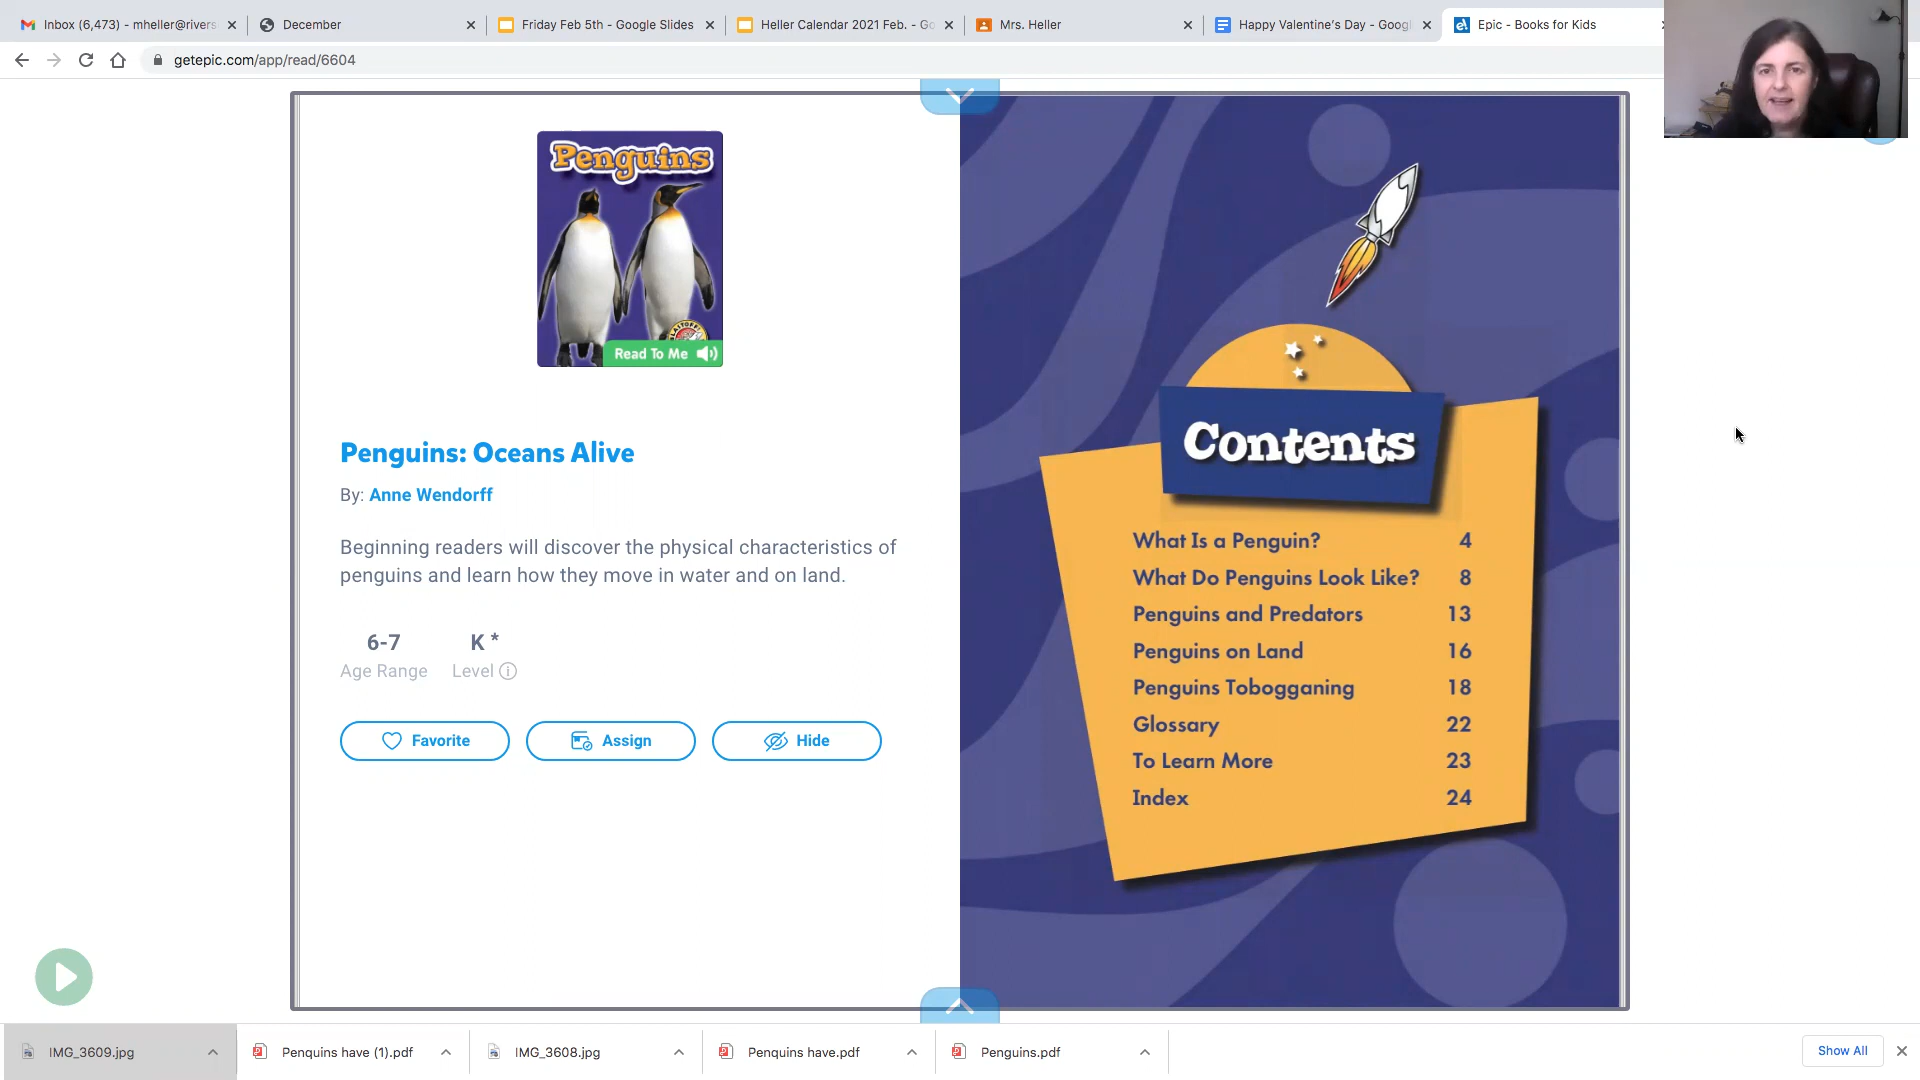 Inbox (6,473) - mheller@rivers
December
Friday Feb 5th - Google Slides
Heller Calendar 2021 Feb. - Go
Mrs. Heller
Happy Valentine's Day - Googl
Epic - Books for Kids
getepic.com/app/read/6604
Penguins
Read To Me
Penguins: Oceans Alive
By: Anne Wendorff
Beginning readers will discover the physical characteristics of
penguins and learn how they move in water and on land.
6-7 K *
Age Range Level
Favorite Assign Hide
Contents
What Is a Penguin? 4
What Do Penguins Look Like? 8
Penguins and Predators 13
Penguins on Land 16
Penguins Tobogganing 18
Glossary 22
To Learn More 23
Index 24
IMG_3609.jpg
Penquins have (1).pdf
IMG_3608.jpg
Penquins have.pdf
Penguins.pdf
Show All